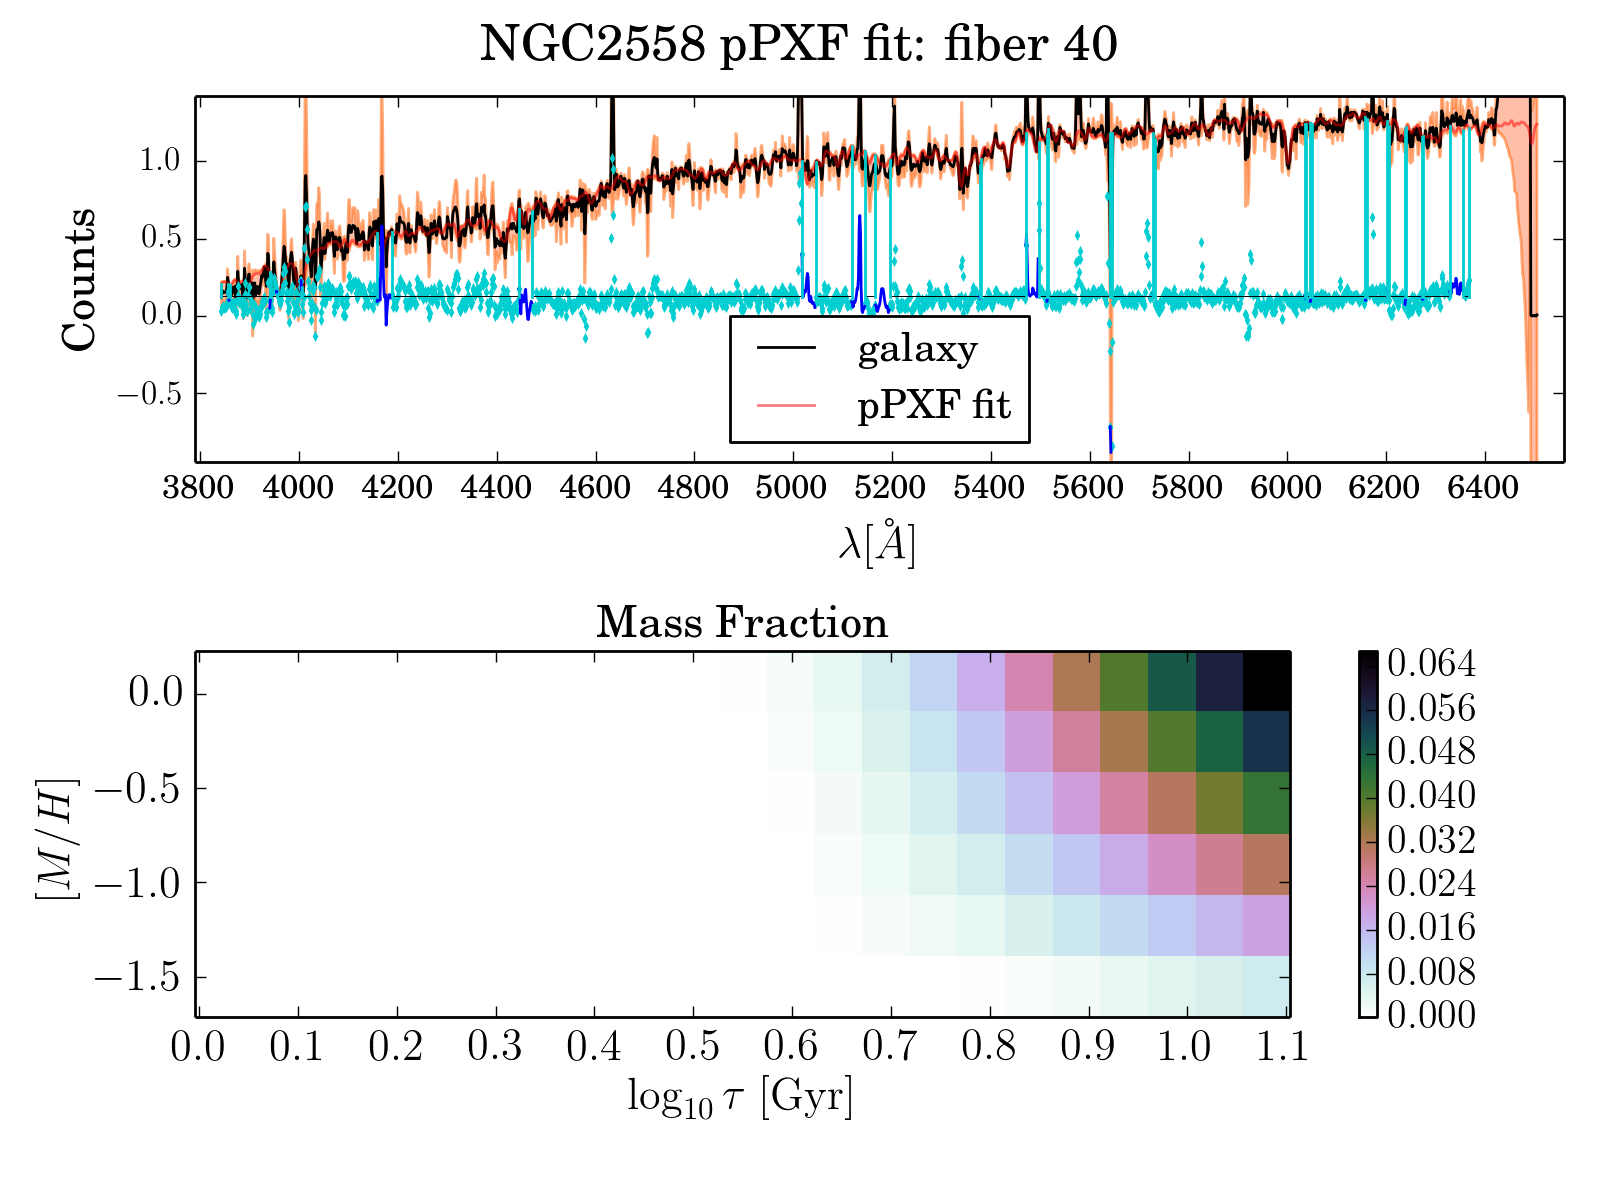 NGC2558 pPXF fit: fiber 40
Counts
1.0
0.5
0.0
−0.5
galaxy
pPXF fit
3800 4000 4200 4400 4600 4800 5000 5200 5400 5600 5800 6000 6200 6400
λ[Å]
Mass Fraction
[M/H]
0.0
−0.5
−1.0
−1.5
0.0 0.1 0.2 0.3 0.4 0.5 0.6 0.7 0.8 0.9 1.0 1.1
log₁₀ τ [Gyr]
0.064
0.056
0.048
0.040
0.032
0.024
0.016
0.008
0.000